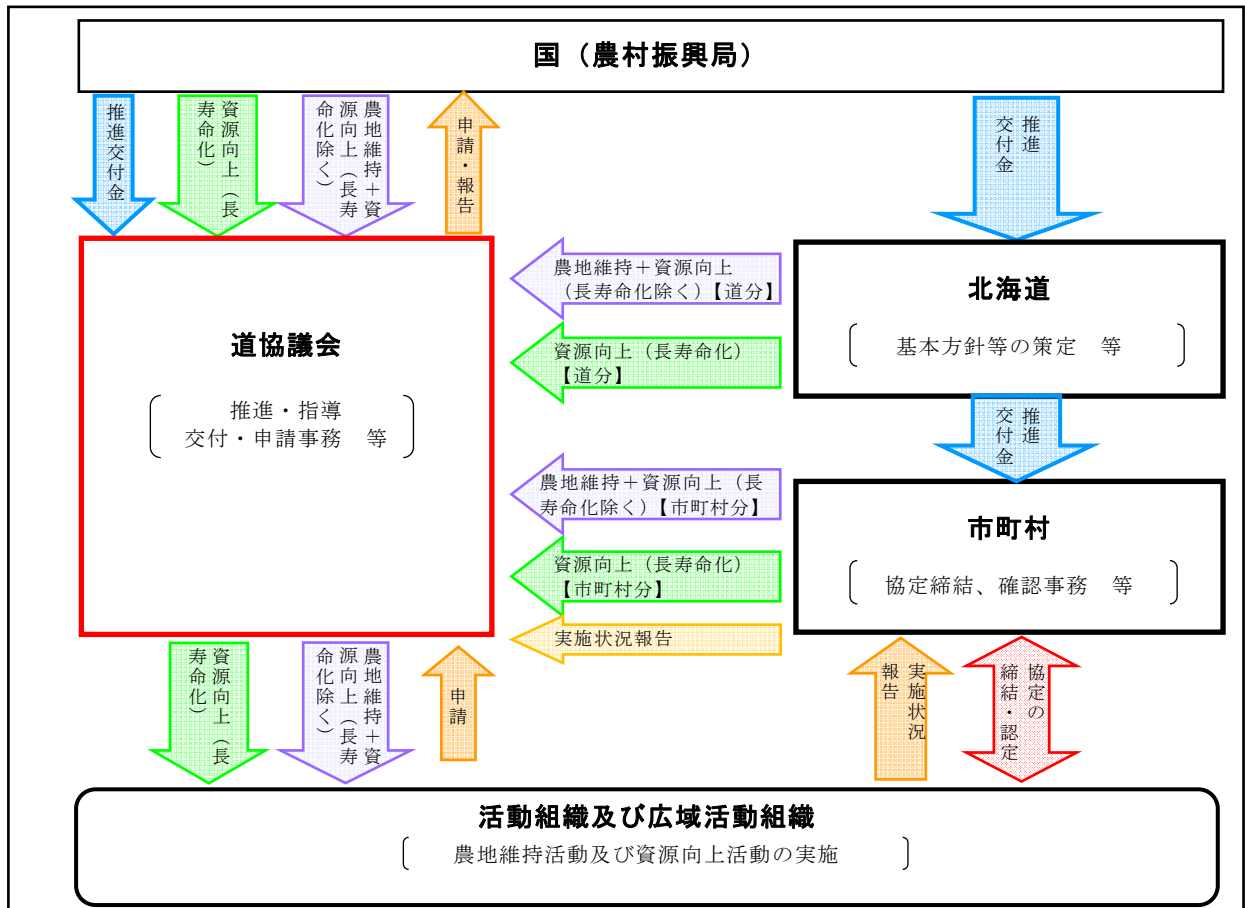 国（農村振興局）
推進交付金
資源向上（長
寿命化）
農地維持＋資
源向上（長寿
命化除く）
申請・報告
推進
交付金
農地維持＋資源向上
（長寿命化除く）【道分】
資源向上（長寿命化）
【道分】
北海道
基本方針等の策定　等
道協議会
推進・指導
交付・申請事務　等
推進
交付金
農地維持＋資源向上（長
寿命化除く）【市町村分】
資源向上（長寿命化）
【市町村分】
実施状況報告
市町村
協定締結、確認事務　等
資源向上（長
寿命化）
農地維持＋資
源向上（長寿
命化除く）
申請
実施状況
報告
協定の
締結・認定
活動組織及び広域活動組織
農地維持活動及び資源向上活動の実施